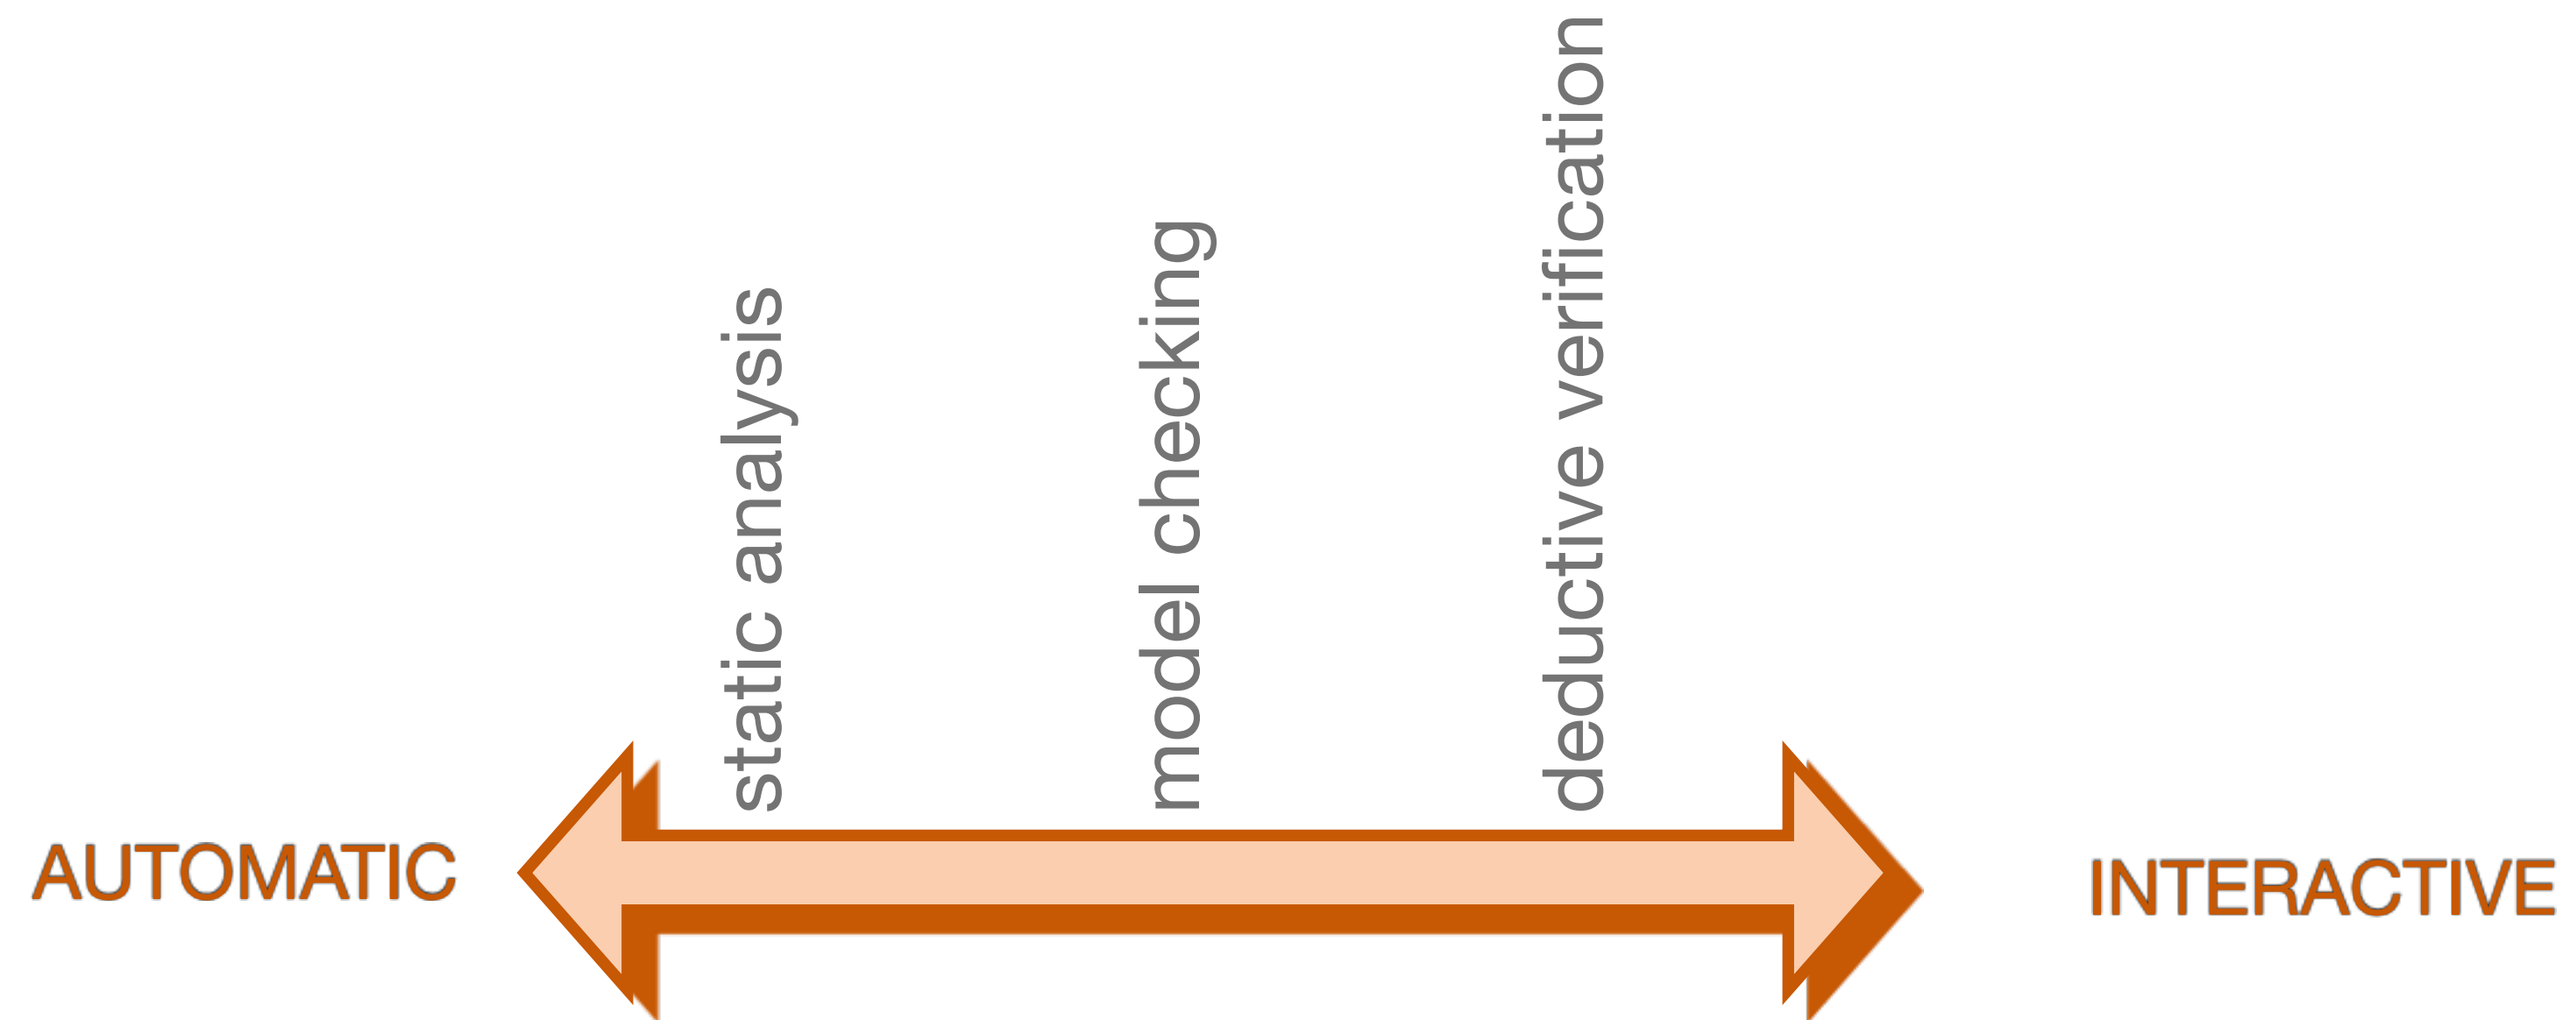 static analysis
model checking
deductive verification
AUTOMATIC
INTERACTIVE